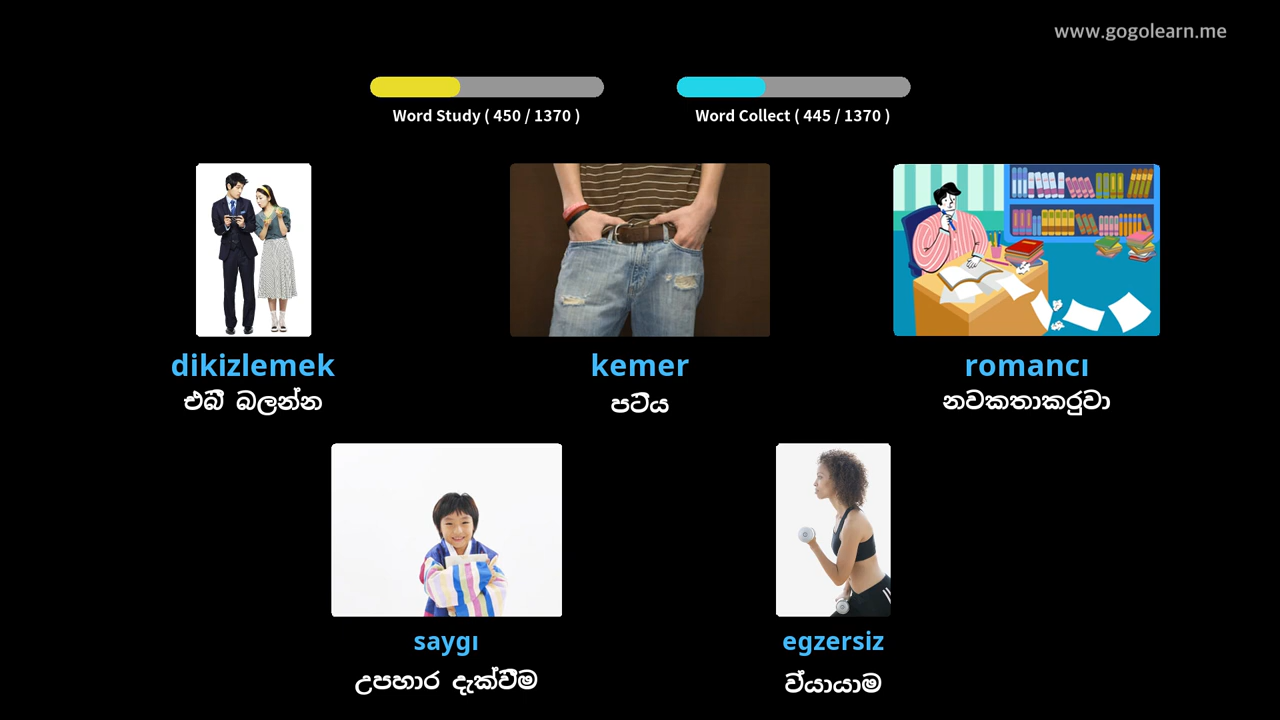 www.gogolearn.me
Word Study ( 450 / 1370 )
Word Collect ( 445 / 1370 )
dikizlemek
එබී බලන්න
kemer
පටිය
romancı
නවකතාකරුවා
saygı
උපහාර දැක්වීම
egzersiz
ව්යායාම